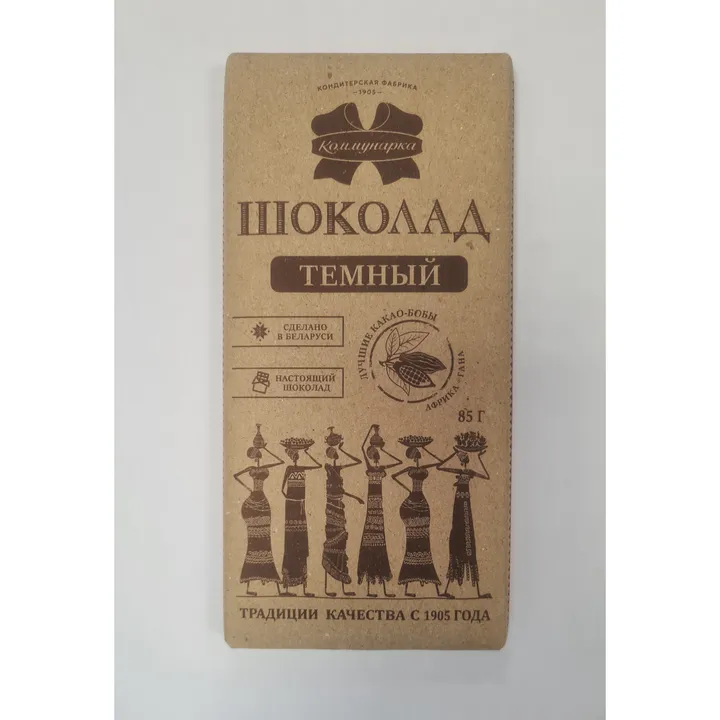 КОНДИТЕРСКАЯ ФАБРИКА
–1905–
Коммунарка
ШОКОЛАД
ТЕМНЫЙ
СДЕЛАНО
В БЕЛАРУСИ
ЛУЧШИЕ КАКАО-БОБЫ
АФРИКА-ГАНА
НАСТОЯЩИЙ
ШОКОЛАД
85 Г
ТРАДИЦИИ КАЧЕСТВА С 1905 ГОДА